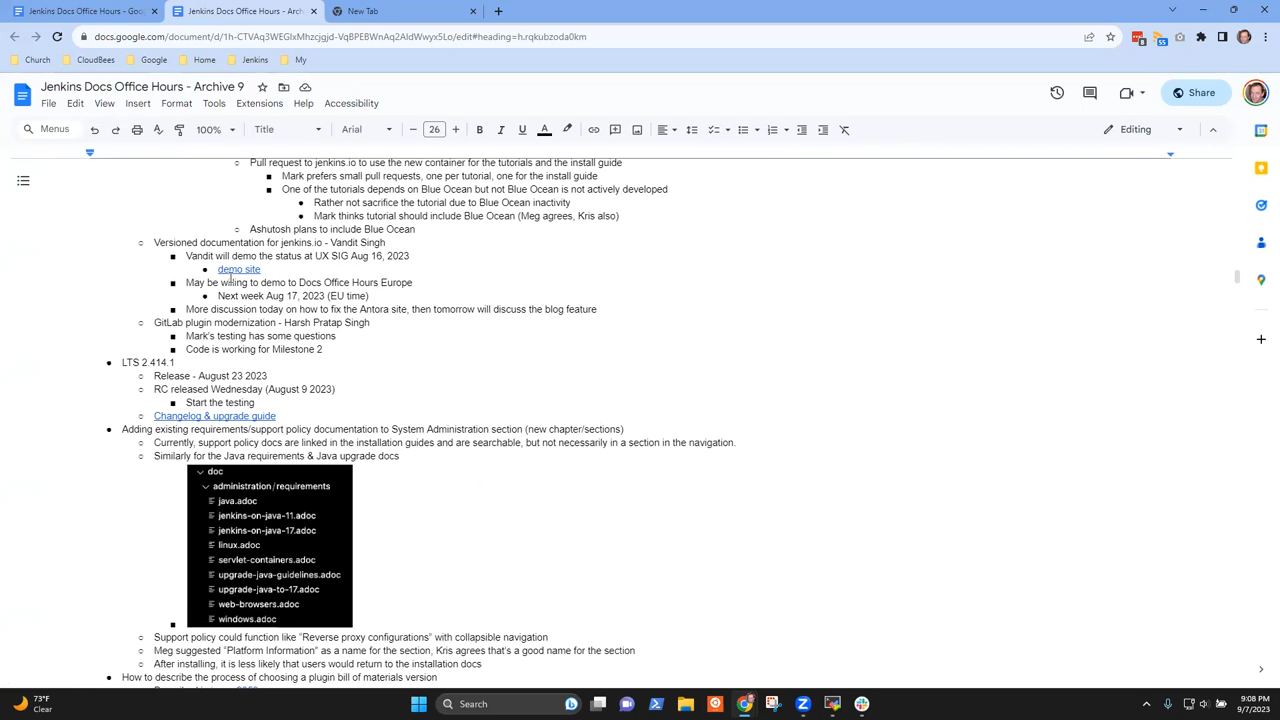 Jenkins Docs Office Hours - Go
Jenkins Docs Office Hours - Ar
New Tab
docs.google.com/document/d/1h-CTVAq3WEGlxMhzcjgjd-VqBPEBWnAq2AldWwyx5Lo/edit#heading=h.rqkubzoda0km
Church
CloudBees
Google
Home
Jenkins
My
Jenkins Docs Office Hours - Archive 9
File Edit View Insert Format Tools Extensions Help Accessibility
Share
Menus
100%
Title
Arial
26
Editing
Pull request to jenkins.io to use the new container for the tutorials and the install guide
Mark prefers small pull requests, one per tutorial, one for the install guide
One of the tutorials depends on Blue Ocean but not Blue Ocean is not actively developed
Rather not sacrifice the tutorial due to Blue Ocean inactivity
Mark thinks tutorial should include Blue Ocean (Meg agrees, Kris also)
Ashutosh plans to include Blue Ocean
Versioned documentation for jenkins.io - Vandit Singh
Vandit will demo the status at UX SIG Aug 16, 2023
demo site
May be willing to demo to Docs Office Hours Europe
Next week Aug 17, 2023 (EU time)
More discussion today on how to fix the Antora site, then tomorrow will discuss the blog feature
GitLab plugin modernization - Harsh Pratap Singh
Mark's testing has some questions
Code is working for Milestone 2
LTS 2.414.1
Release - August 23 2023
RC released Wednesday (August 9 2023)
Start the testing
Changelog & upgrade guide
Adding existing requirements/support policy documentation to System Administration section (new chapter/sections)
Currently, support policy docs are linked in the installation guides and are searchable, but not necessarily in a section in the navigation.
Similarly for the Java requirements & Java upgrade docs
doc
administration/requirements
java.adoc
jenkins-on-java-11.adoc
jenkins-on-java-17.adoc
linux.adoc
servlet-containers.adoc
upgrade-java-guidelines.adoc
upgrade-java-to-17.adoc
web-browsers.adoc
windows.adoc
Support policy could function like "Reverse proxy configurations" with collapsible navigation
Meg suggested "Platform Information" as a name for the section, Kris agrees that's a good name for the section
After installing, it is less likely that users would return to the installation docs
How to describe the process of choosing a plugin bill of materials version
73°F
Clear
Search
9:08 PM
9/7/2023